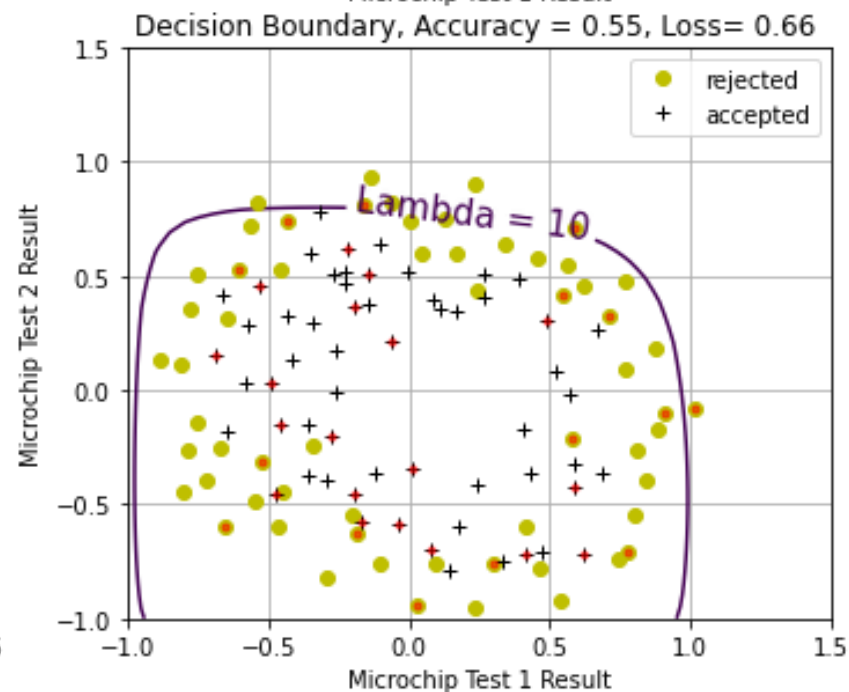 Decision Boundary, Accuracy = 0.55, Loss= 0.66
1.5
rejected
accepted
1.0
Lambda = 10
0.5
0.0
−0.5
−1.0
Microchip Test 2 Result
−1.0 −0.5 0.0 0.5 1.0 1.5
Microchip Test 1 Result